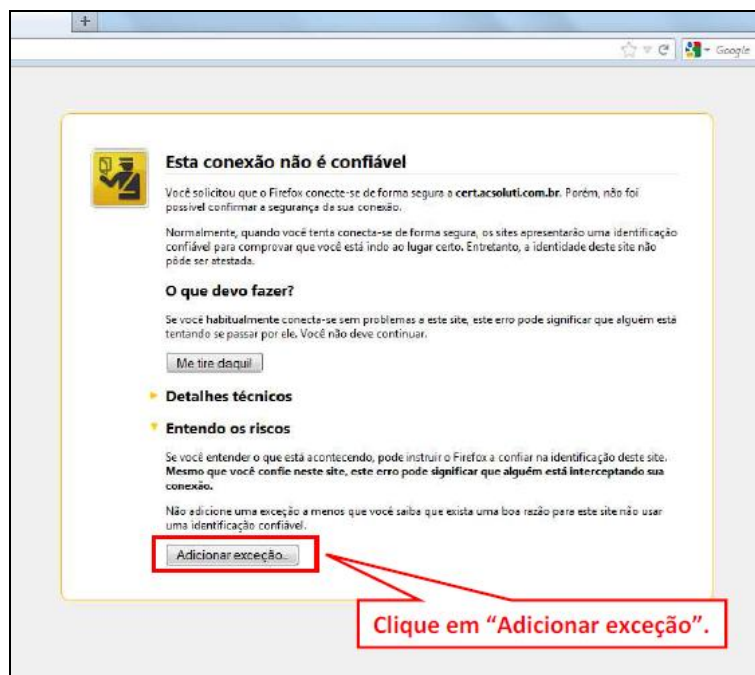 +
Google
Esta conexão não é confiável
Você solicitou que o Firefox conecte-se de forma segura a cert.acsoluti.com.br. Porém, não foi
possível confirmar a segurança da sua conexão.
Normalmente, quando você tenta conecta-se de forma segura, os sites apresentarão uma identificação
confiável para comprovar que você está indo ao lugar certo. Entretanto, a identidade deste site não
pôde ser atestada.
O que devo fazer?
Se você habitualmente conecta-se sem problemas a este site, este erro pode significar que alguém está
tentando se passar por ele. Você não deve continuar.
Me tire daqui!
Detalhes técnicos
Entendo os riscos
Se você entender o que está acontecendo, pode instruir o Firefox a confiar na identificação deste site.
Mesmo que você confie neste site, este erro pode significar que alguém está interceptando sua
conexão.
Não adicione uma exceção a menos que você saiba que exista uma boa razão para este site não usar
uma identificação confiável.
Adicionar exceção...
Clique em “Adicionar exceção”.